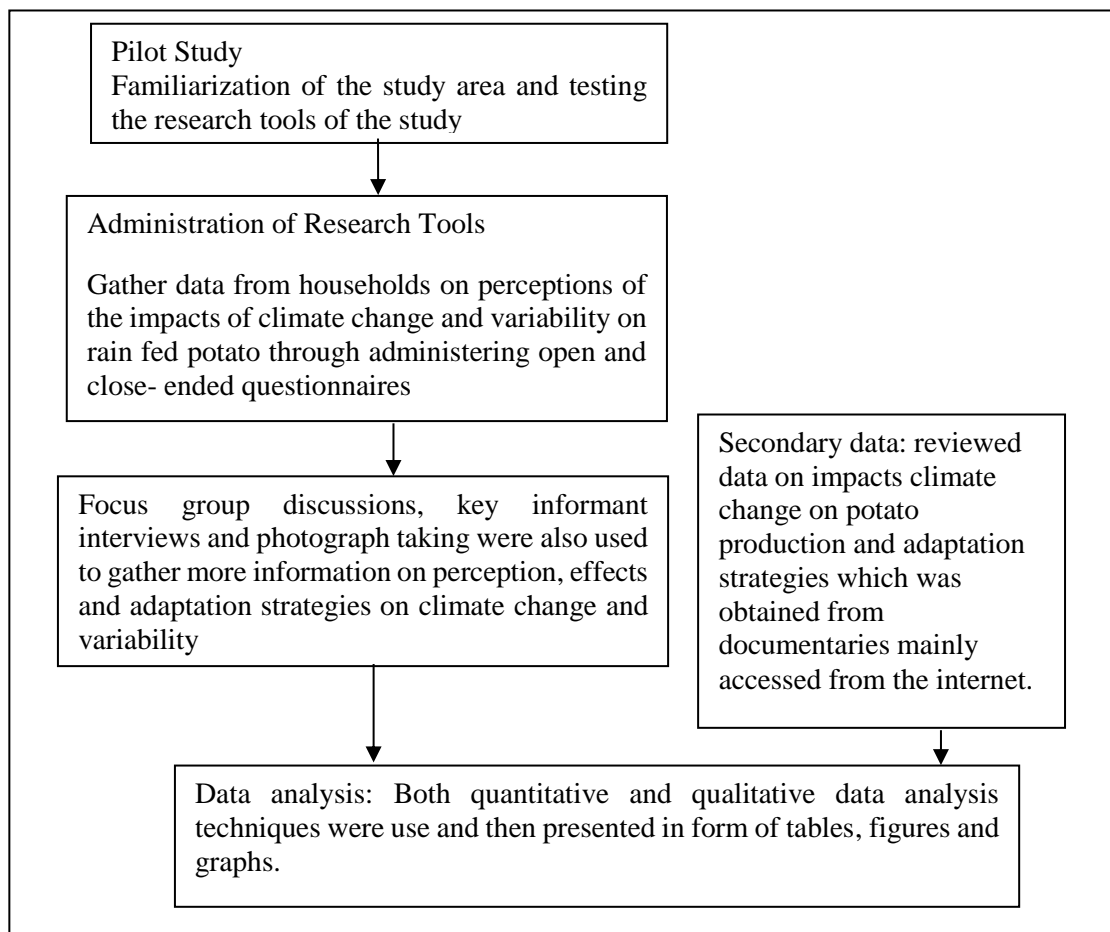 Pilot Study
Familiarization of the study area and testing
the research tools of the study
Administration of Research Tools
Gather data from households on perceptions of
the impacts of climate change and variability on
rain fed potato through administering open and
close- ended questionnaires
Focus group discussions, key informant
interviews and photograph taking were also used
to gather more information on perception, effects
and adaptation strategies on climate change and
variability
Secondary data: reviewed
data on impacts climate
change on potato
production and adaptation
strategies which was
obtained from
documentaries mainly
accessed from the internet.
Data analysis: Both quantitative and qualitative data analysis
techniques were use and then presented in form of tables, figures and
graphs.